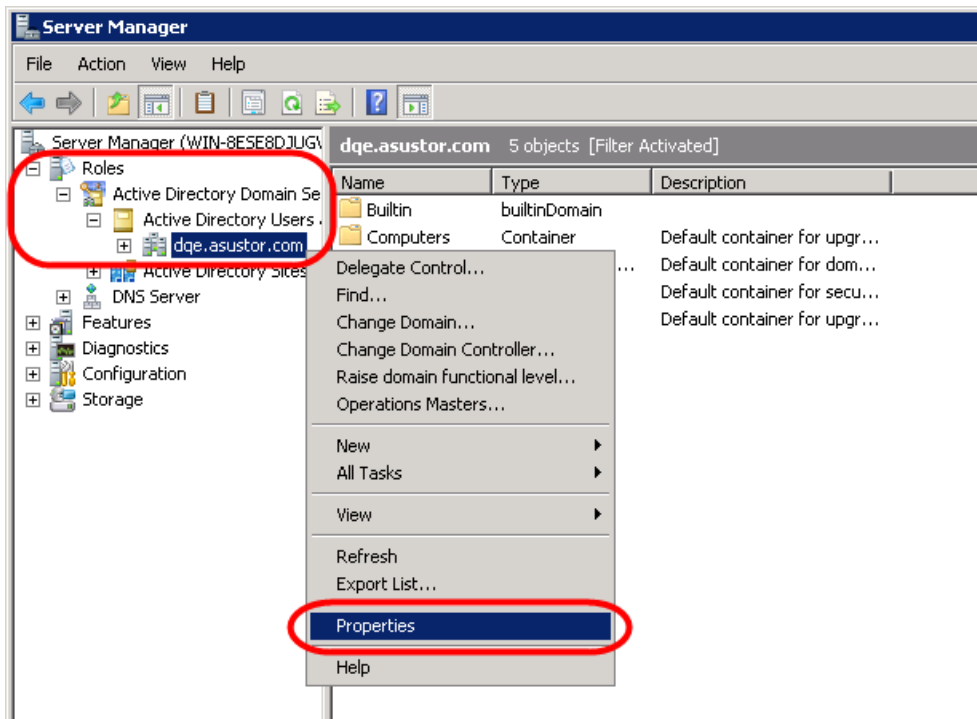 Server Manager
File Action View Help
Server Manager (WIN-8ESE8DJUG
Roles
Active Directory Domain Se
Active Directory Users
dqe.asustor.com
Active Directory Sites
DNS Server
Features
Diagnostics
Configuration
Storage
dqe.asustor.com 5 objects [Filter Activated]
Name Type Description
Builtin builtinDomain
Computers Container Default container for upgr...
... Default container for dom...
Default container for secu...
Default container for upgr...
Delegate Control...
Find...
Change Domain...
Change Domain Controller...
Raise domain functional level...
Operations Masters...
New
All Tasks
View
Refresh
Export List...
Properties
Help